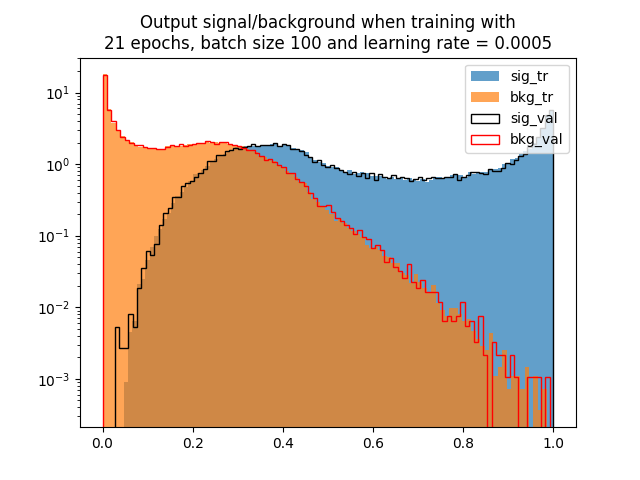 Output signal/background when training with
21 epochs, batch size 100 and learning rate = 0.0005
sig_tr
bkg_tr
sig_val
bkg_val
10¹
10⁰
10⁻¹
10⁻²
10⁻³
0.0 0.2 0.4 0.6 0.8 1.0